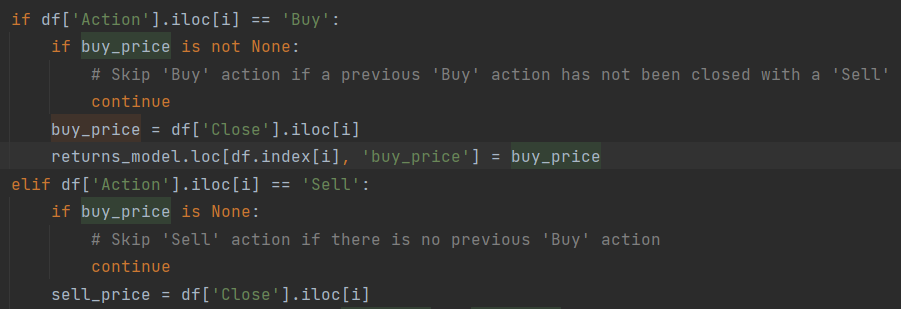 if df['Action'].iloc[i] == 'Buy':
    if buy_price is not None:
        # Skip 'Buy' action if a previous 'Buy' action has not been closed with a 'Sell'
        continue
    buy_price = df['Close'].iloc[i]
    returns_model.loc[df.index[i], 'buy_price'] = buy_price
elif df['Action'].iloc[i] == 'Sell':
    if buy_price is None:
        # Skip 'Sell' action if there is no previous 'Buy' action
        continue
    sell_price = df['Close'].iloc[i]